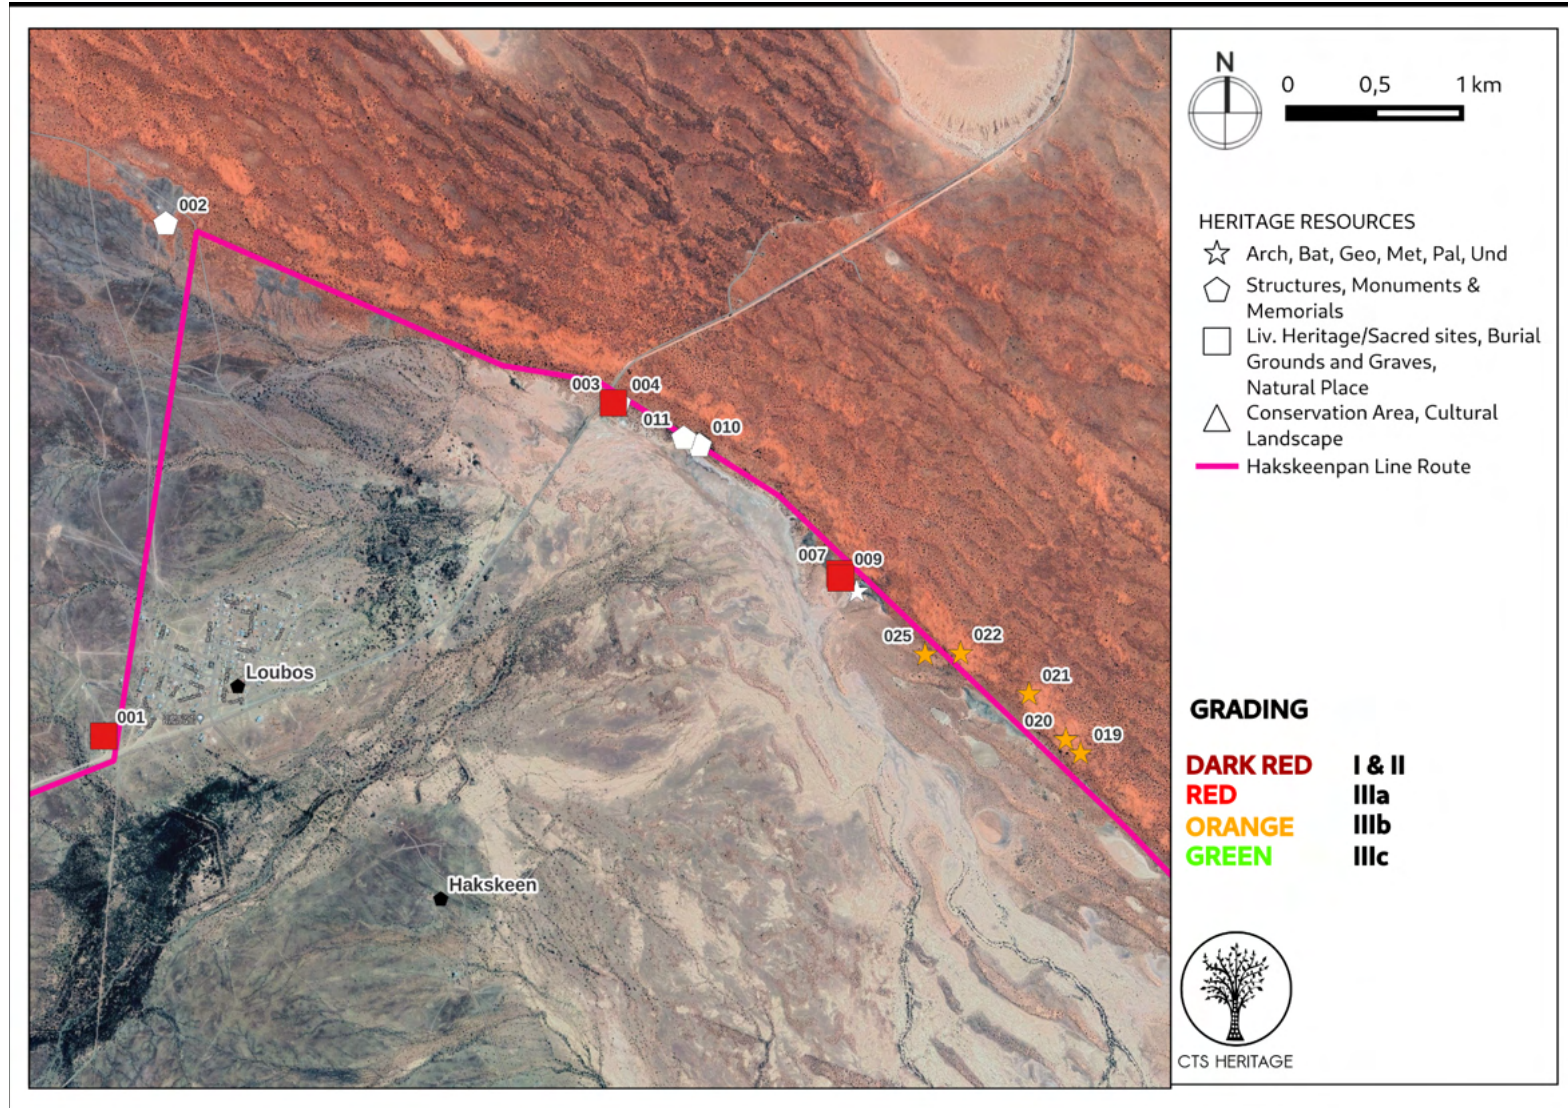 002
003
004
011
010
007
009
025
022
021
020
019
Loubos
001
Hakskeen
N
0 0,5 1 km
HERITAGE RESOURCES
Arch, Bat, Geo, Met, Pal, Und
Structures, Monuments &
Memorials
Liv. Heritage/Sacred sites, Burial
Grounds and Graves,
Natural Place
Conservation Area, Cultural
Landscape
Hakskeenpan Line Route
GRADING
DARK RED I & II
RED IIIa
ORANGE IIIb
GREEN IIIc
CTS HERITAGE